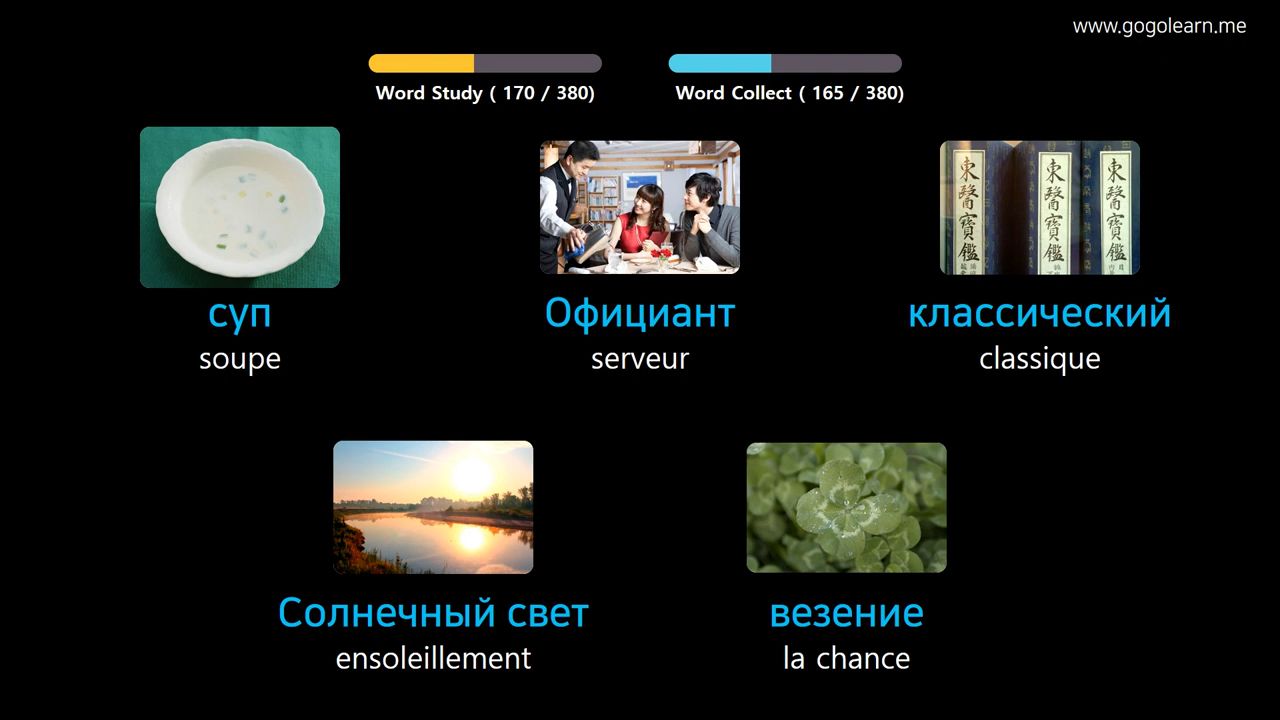 www.gogolearn.me
Word Study ( 170 / 380)
Word Collect ( 165 / 380)
東醫寶鑑
東醫寶鑑
東醫寶鑑
суп
Официант
классический
soupe
serveur
classique
Солнечный свет
везение
ensoleillement
la chance